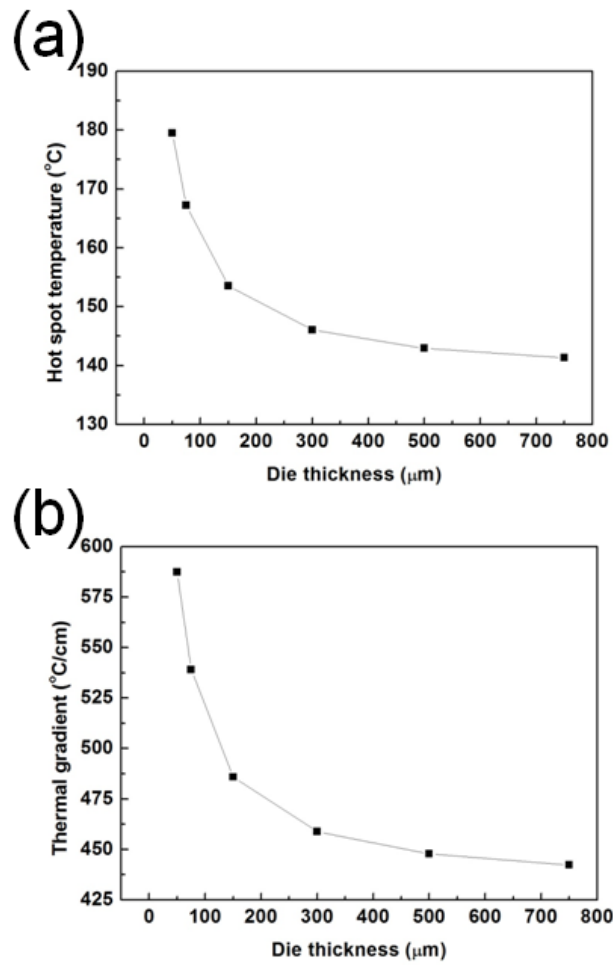 (a)
190
180
170
160
150
140
130
Hot spot temperature (°C)
0 100 200 300 400 500 600 700 800
Die thickness (μm)
(b)
600
575
550
525
500
475
450
425
Thermal gradient (°C/cm)
0 100 200 300 400 500 600 700 800
Die thickness (μm)